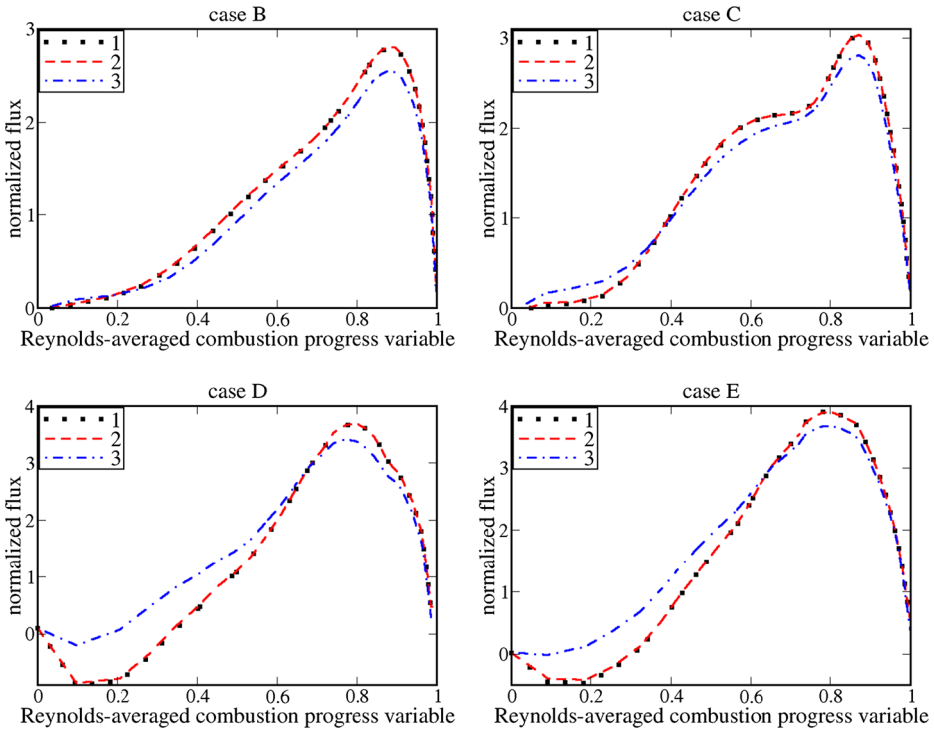 case B
normalized flux
3
2
1
0
1
2
3
0 0.2 0.4 0.6 0.8 1
Reynolds-averaged combustion progress variable
case C
normalized flux
3
2
1
0
1
2
3
0 0.2 0.4 0.6 0.8 1
Reynolds-averaged combustion progress variable
case D
normalized flux
4
3
2
1
0
1
2
3
0 0.2 0.4 0.6 0.8 1
Reynolds-averaged combustion progress variable
case E
normalized flux
4
3
2
1
0
1
2
3
0 0.2 0.4 0.6 0.8 1
Reynolds-averaged combustion progress variable